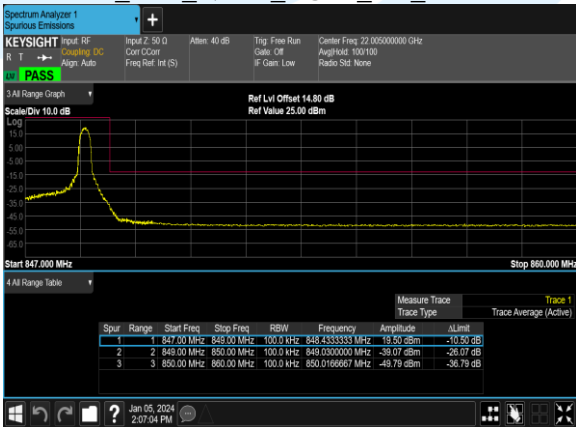 Spectrum Analyzer 1
Spurious Emissions
+
KEYSIGHT Input: RF Input Z: 50 Ω Atten: 40 dB Trig: Free Run Center Freq: 22.005000000 GHz
R T Coupling: DC Corr CCorr Gate: Off Avg|Hold: 100/100
Align: Auto Freq Ref: Int (S) IF Gain: Low Radio Std: None
PASS
3 All Range Graph
Ref Lvl Offset 14.80 dB
Scale/Div 10.0 dB Ref Value 25.00 dBm
Log
15.0
5.00
-5.00
-15.0
-25.0
-35.0
-45.0
-55.0
-65.0
Start 847.000 MHz Stop 860.000 MHz
4 All Range Table
Measure Trace Trace 1
Trace Type Trace Average (Active)
Spur Range Start Freq Stop Freq RBW Frequency Amplitude ΔLimit
1 1 847.00 MHz 849.00 MHz 100.0 kHz 848.4333333 MHz 19.50 dBm -10.50 dB
2 2 849.00 MHz 850.00 MHz 100.0 kHz 849.0300000 MHz -39.07 dBm -26.07 dB
3 3 850.00 MHz 860.00 MHz 100.0 kHz 850.0166667 MHz -49.79 dBm -36.79 dB
? Jan 05, 2024
2:07:04 PM